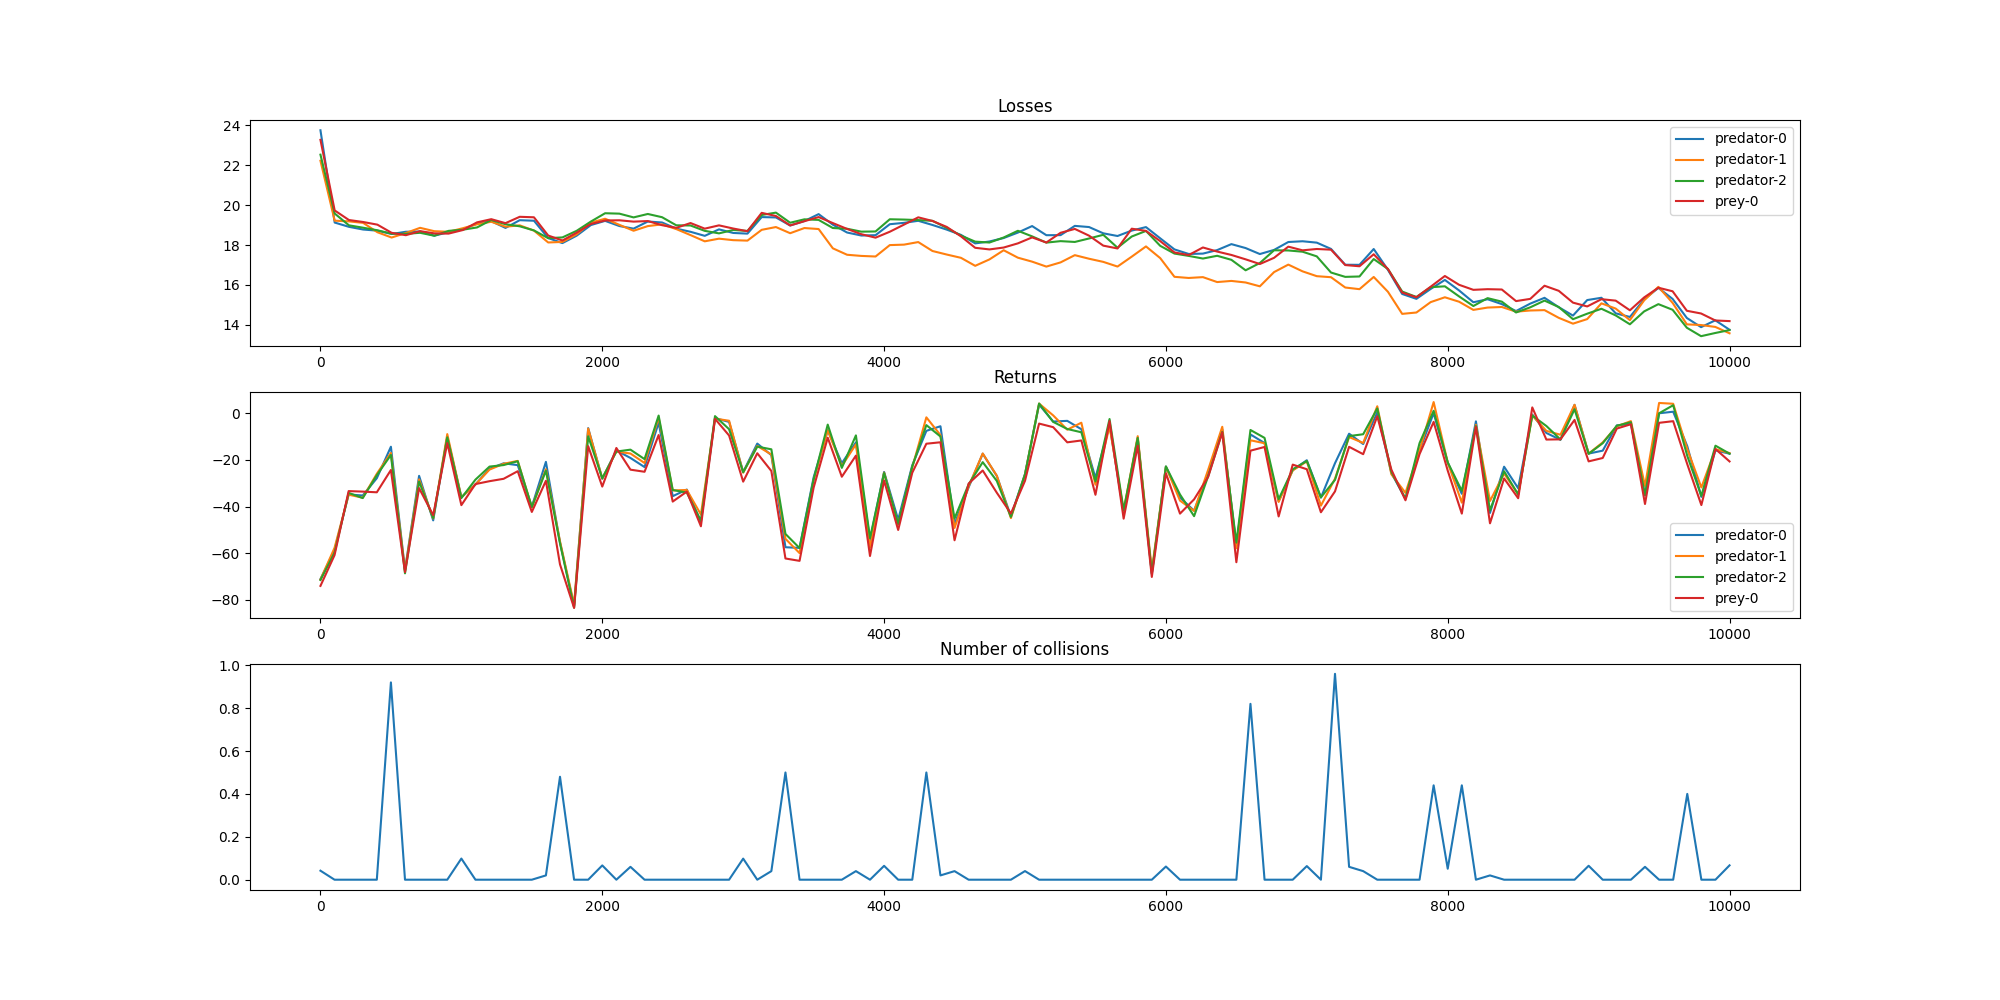 Losses
24
22
20
18
16
14
0 2000 4000 6000 8000 10000
predator-0
predator-1
predator-2
prey-0
Returns
0
−20
−40
−60
−80
0 2000 4000 6000 8000 10000
predator-0
predator-1
predator-2
prey-0
Number of collisions
1.0
0.8
0.6
0.4
0.2
0.0
0 2000 4000 6000 8000 10000